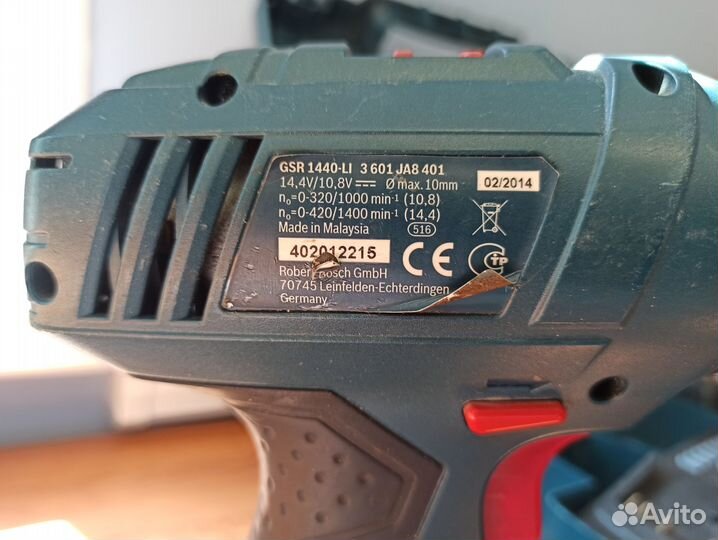 GSR 1440-LI 3 601 JA8 401
14,4V/10,8V⎓ Ø max. 10mm
02/2014
n₀=0-320/1000 min⁻¹ (10,8)
n₀=0-420/1400 min⁻¹ (14,4)
Made in Malaysia
516
402012215
CE
TP
Robert Bosch GmbH
70745 Leinfelden-Echterdingen
Germany
Avito